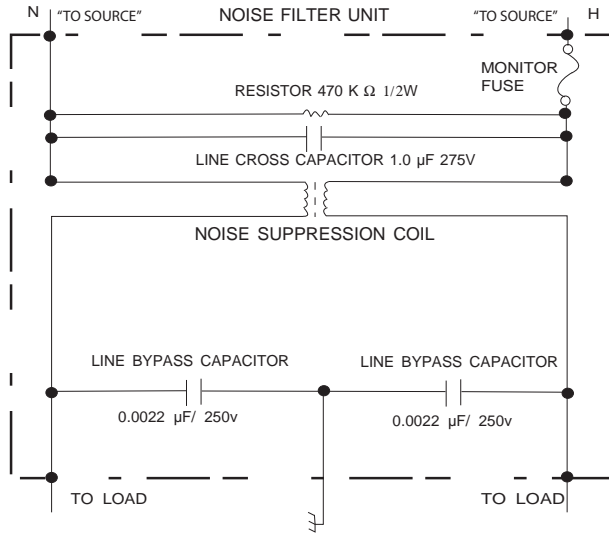 N "TO SOURCE" NOISE FILTER UNIT "TO SOURCE" H
MONITOR
FUSE
RESISTOR 470 K Ω 1/2W
LINE CROSS CAPACITOR 1.0 µF 275V
NOISE SUPPRESSION COIL
LINE BYPASS CAPACITOR LINE BYPASS CAPACITOR
0.0022 µF/ 250v 0.0022 µF/ 250v
TO LOAD TO LOAD